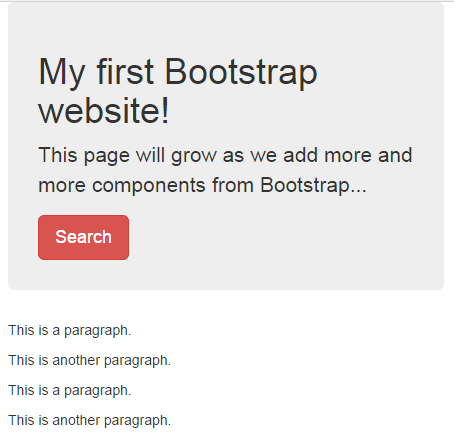 My first Bootstrap
website!
This page will grow as we add more and
more components from Bootstrap...
Search
This is a paragraph.
This is another paragraph.
This is a paragraph.
This is another paragraph.